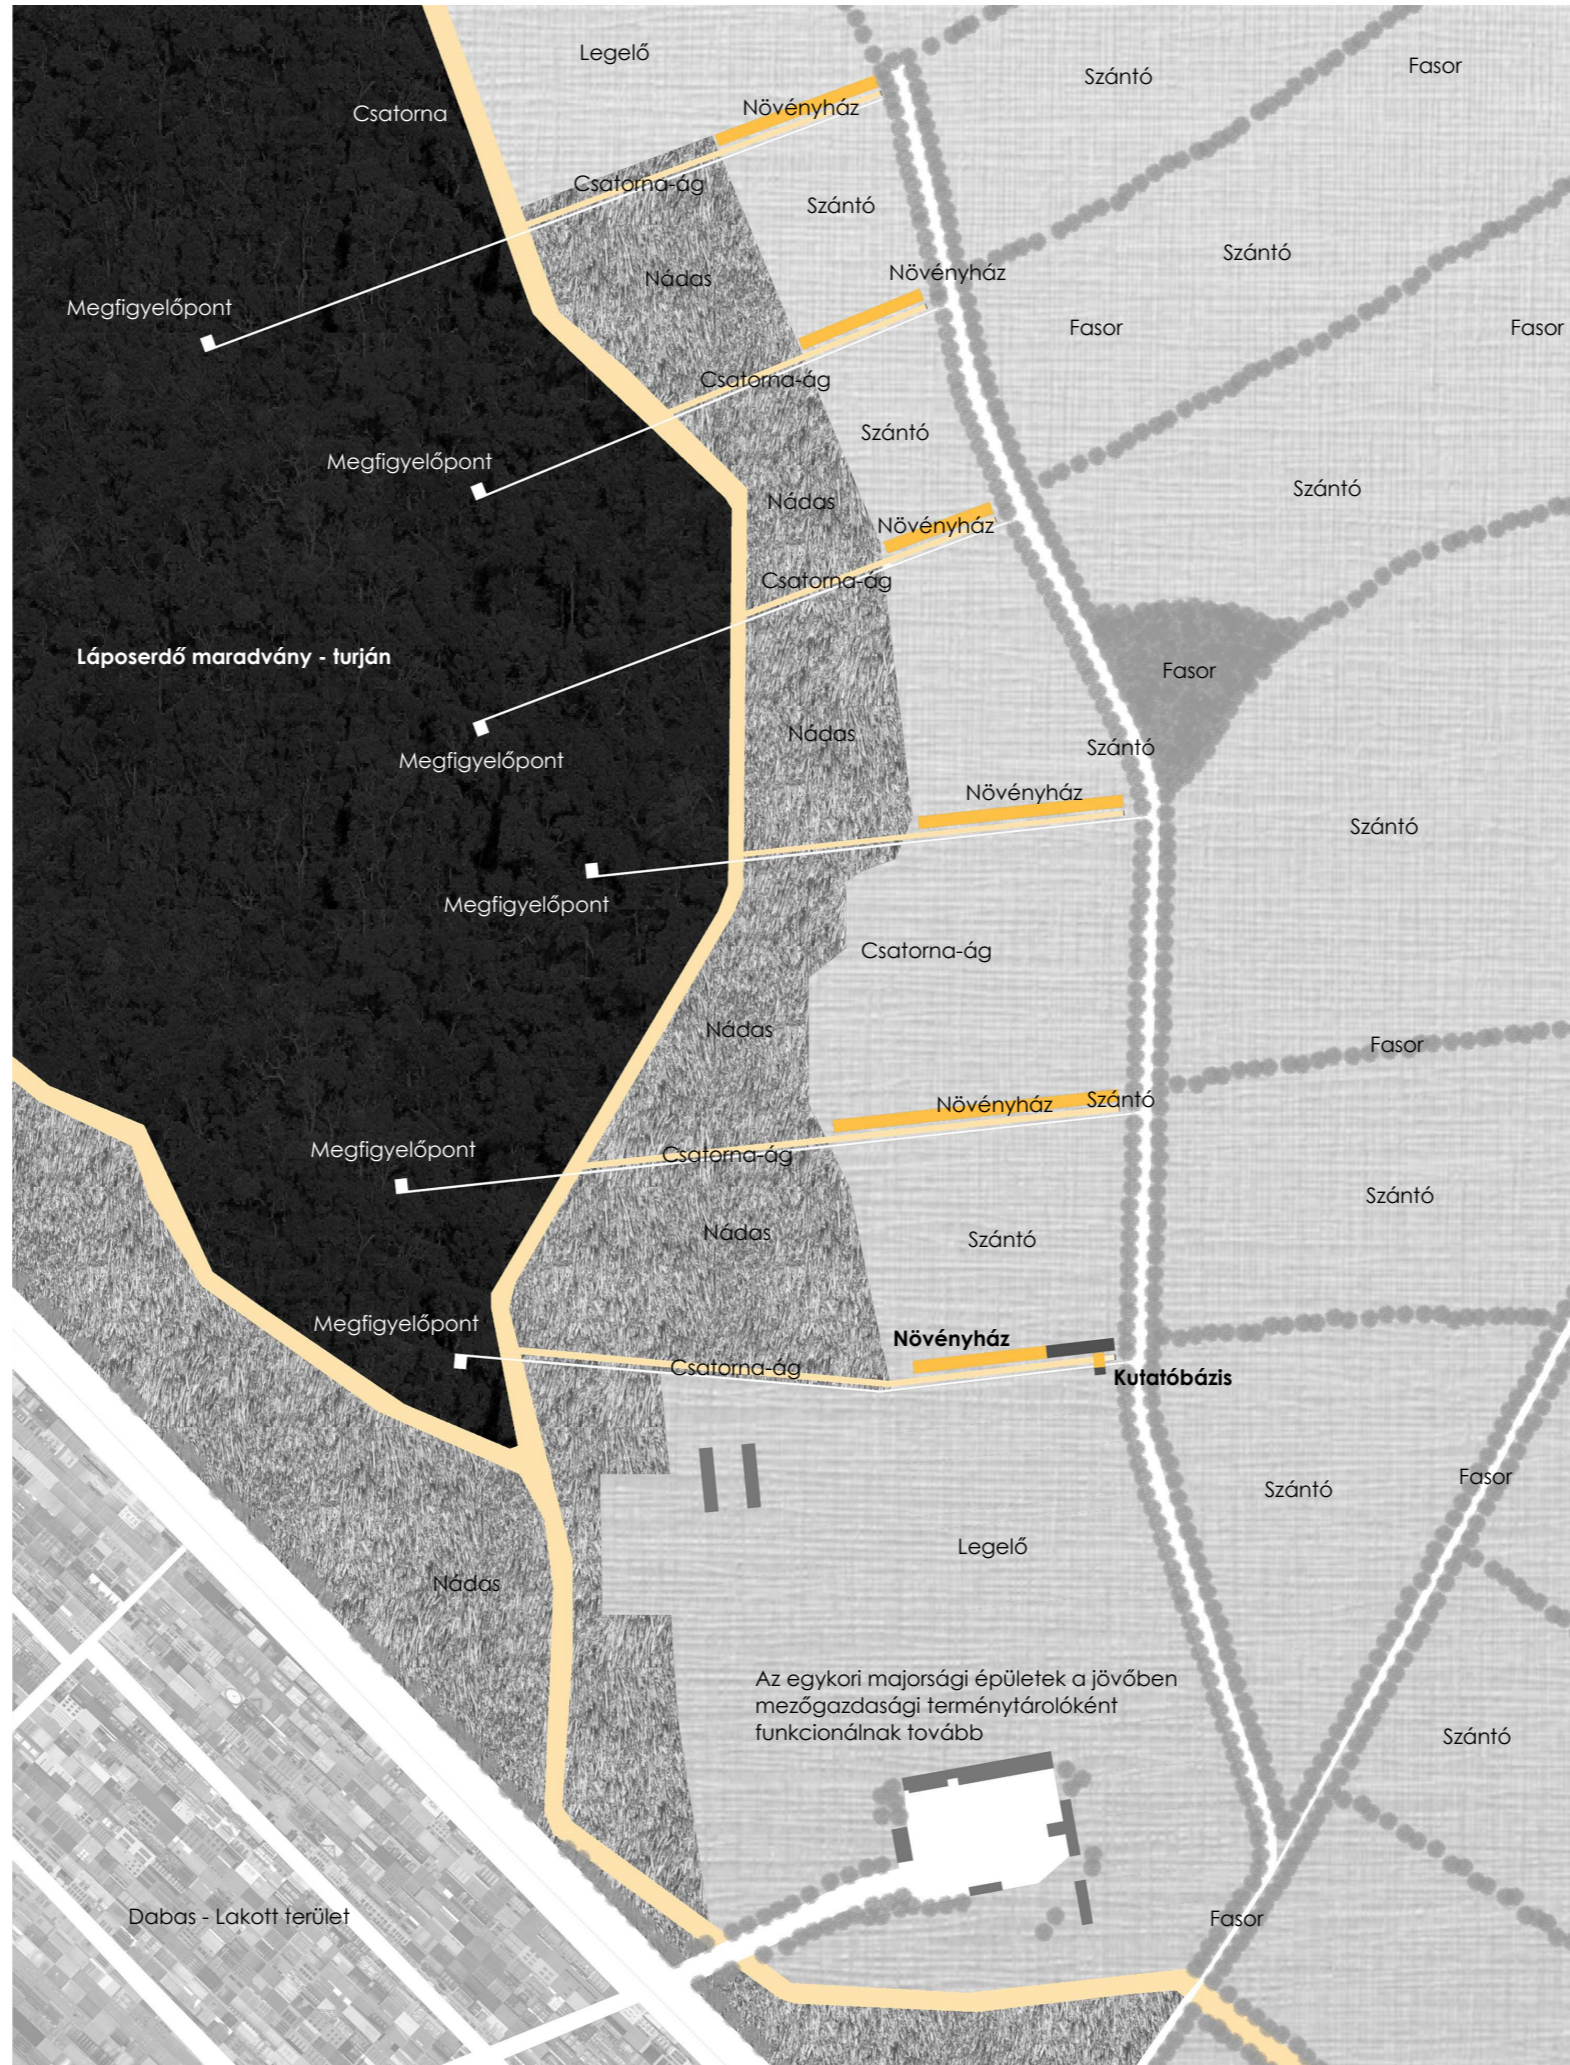 Legelő
Szántó
Fasor
Csatorna
Növényház
Csatorna-ág
Szántó
Szántó
Nádas
Növényház
Megfigyelőpont
Fasor
Fasor
Csatorna-ág
Szántó
Megfigyelőpont
Szántó
Nádas
Növényház
Csatorna-ág
Láposerdő maradvány - turján
Fasor
Nádas
Szántó
Megfigyelőpont
Növényház
Szántó
Megfigyelőpont
Csatorna-ág
Nádas
Fasor
Növényház
Szántó
Megfigyelőpont
Csatorna-ág
Szántó
Nádas
Szántó
Megfigyelőpont
Növényház
Csatorna-ág
Kutatóbázis
Fasor
Szántó
Legelő
Nádas
Az egykori majorsági épületek a jövőben
mezőgazdasági terménytárolóként
funkcionálnak tovább
Szántó
Dabas - Lakott terület
Fasor